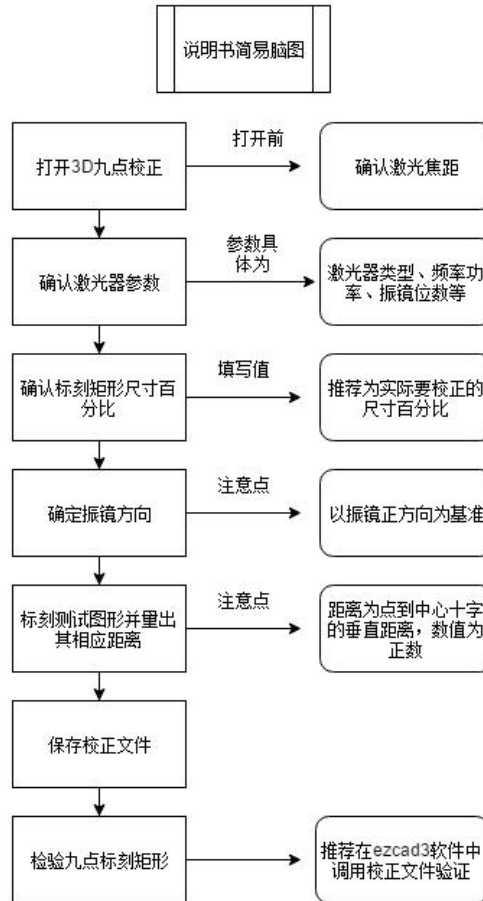 说明书简易脑图
打开3D九点校正
打开前
确认激光焦距
确认激光器参数
参数具
体为
激光器类型、频率功
率、振镜位数等
确认标刻矩形尺寸百
分比
填写值
推荐为实际要校正的
尺寸百分比
确定振镜方向
注意点
以振镜正方向为基准
标刻测试图形并量出
其相应距离
注意点
距离为点到中心十字
的垂直距离，数值为
正数
保存校正文件
检验九点标刻矩形
推荐在ezcad3软件中
调用校正文件验证